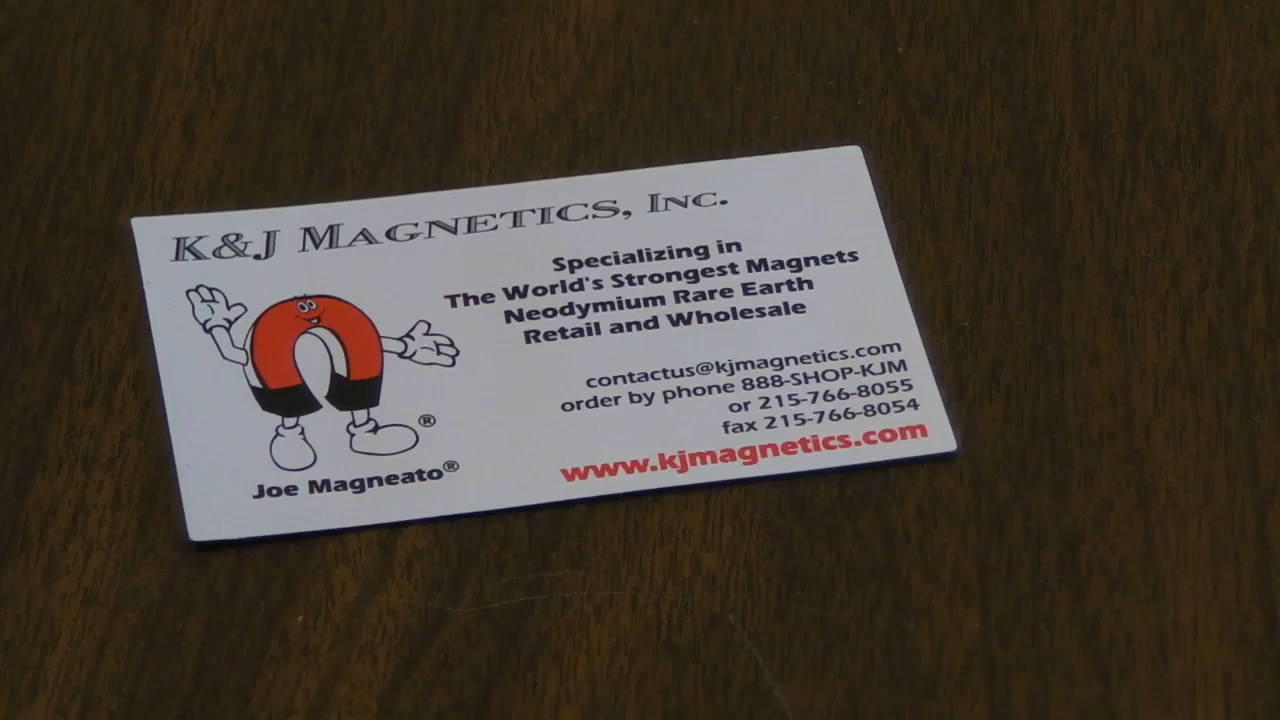 K&J MAGNETICS, INC.
Specializing in
The World's Strongest Magnets
Neodymium Rare Earth
Retail and Wholesale
contactus@kjmagnetics.com
order by phone 888-SHOP-KJM
or 215-766-8055
fax 215-766-8054
www.kjmagnetics.com
®
Joe Magneato®